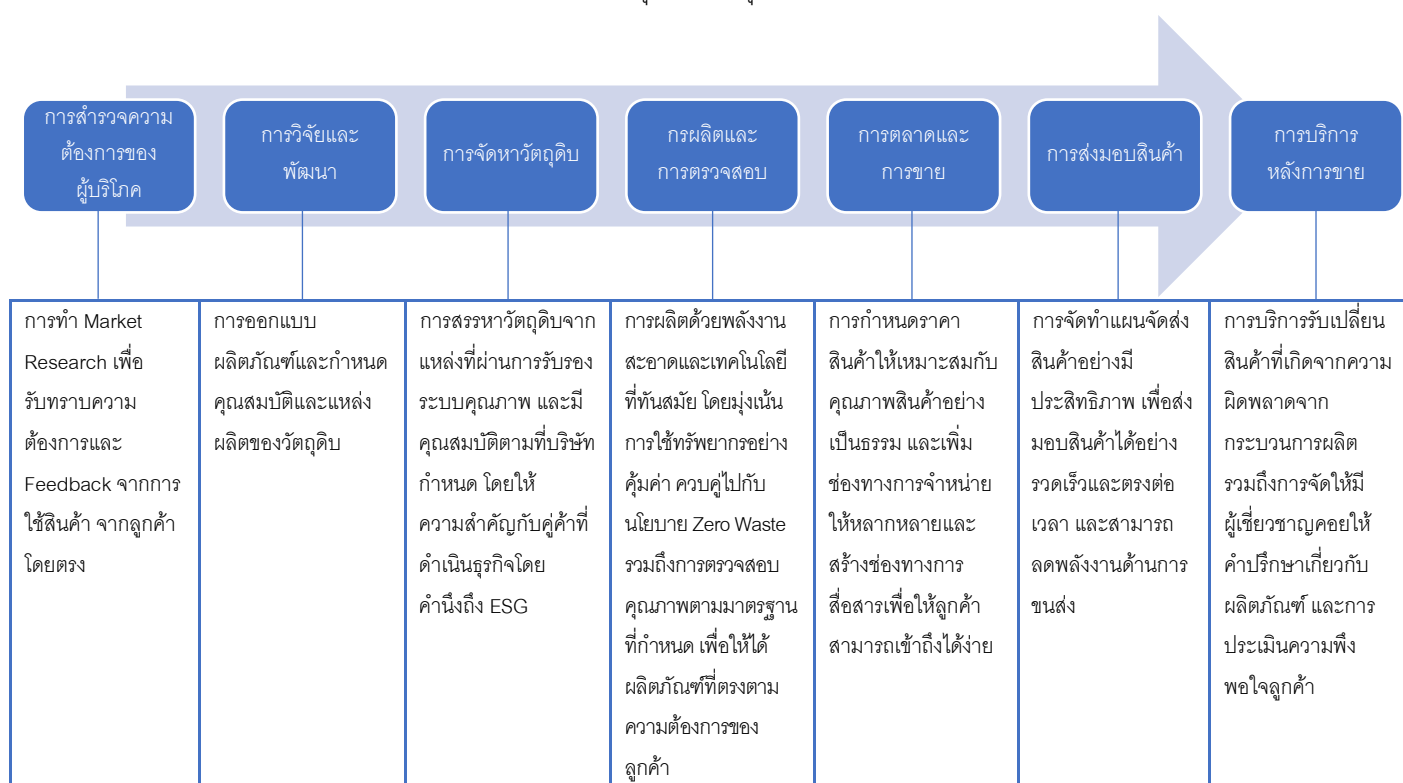 การสำรวจความ
ต้องการของ
ผู้บริโภค
การวิจัยและ
พัฒนา
การจัดหาวัตถุดิบ
กรผลิตและ
การตรวจสอบ
การตลาดและ
การขาย
การส่งมอบสินค้า
การบริการ
หลังการขาย
การทำ Market
Research เพื่อ
รับทราบความ
ต้องการและ
Feedback จากการ
ใช้สินค้า จากลูกค้า
โดยตรง
การออกแบบ
ผลิตภัณฑ์และกำหนด
คุณสมบัติและแหล่ง
ผลิตของวัตถุดิบ
การสรรหาวัตถุดิบจาก
แหล่งที่ผ่านการรับรอง
ระบบคุณภาพ และมี
คุณสมบัติตามที่บริษัท
กำหนด โดยให้
ความสำคัญกับคู่ค้าที่
ดำเนินธุรกิจโดย
คำนึงถึง ESG
การผลิตด้วยพลังงาน
สะอาดและเทคโนโลยี
ที่ทันสมัย โดยมุ่งเน้น
การใช้ทรัพยากรอย่าง
คุ้มค่า ควบคู่ไปกับ
นโยบาย Zero Waste
รวมถึงการตรวจสอบ
คุณภาพตามมาตรฐาน
ที่กำหนด เพื่อให้ได้
ผลิตภัณฑ์ที่ตรงตาม
ความต้องการของ
ลูกค้า
การกำหนดราคา
สินค้าให้เหมาะสมกับ
คุณภาพสินค้าอย่าง
เป็นธรรม และเพิ่ม
ช่องทางการจำหน่าย
ให้หลากหลายและ
สร้างช่องทางการ
สื่อสารเพื่อให้ลูกค้า
สามารถเข้าถึงได้ง่าย
การจัดทำแผนจัดส่ง
สินค้าอย่างมี
ประสิทธิภาพ เพื่อส่ง
มอบสินค้าได้อย่าง
รวดเร็วและตรงต่อ
เวลา และสามารถ
ลดพลังงานด้านการ
ขนส่ง
การบริการรับเปลี่ยน
สินค้าที่เกิดจากความ
ผิดพลาดจาก
กระบวนการผลิต
รวมถึงการจัดให้มี
ผู้เชี่ยวชาญคอยให้
คำปรึกษาเกี่ยวกับ
ผลิตภัณฑ์ และการ
ประเมินความพึง
พอใจลูกค้า